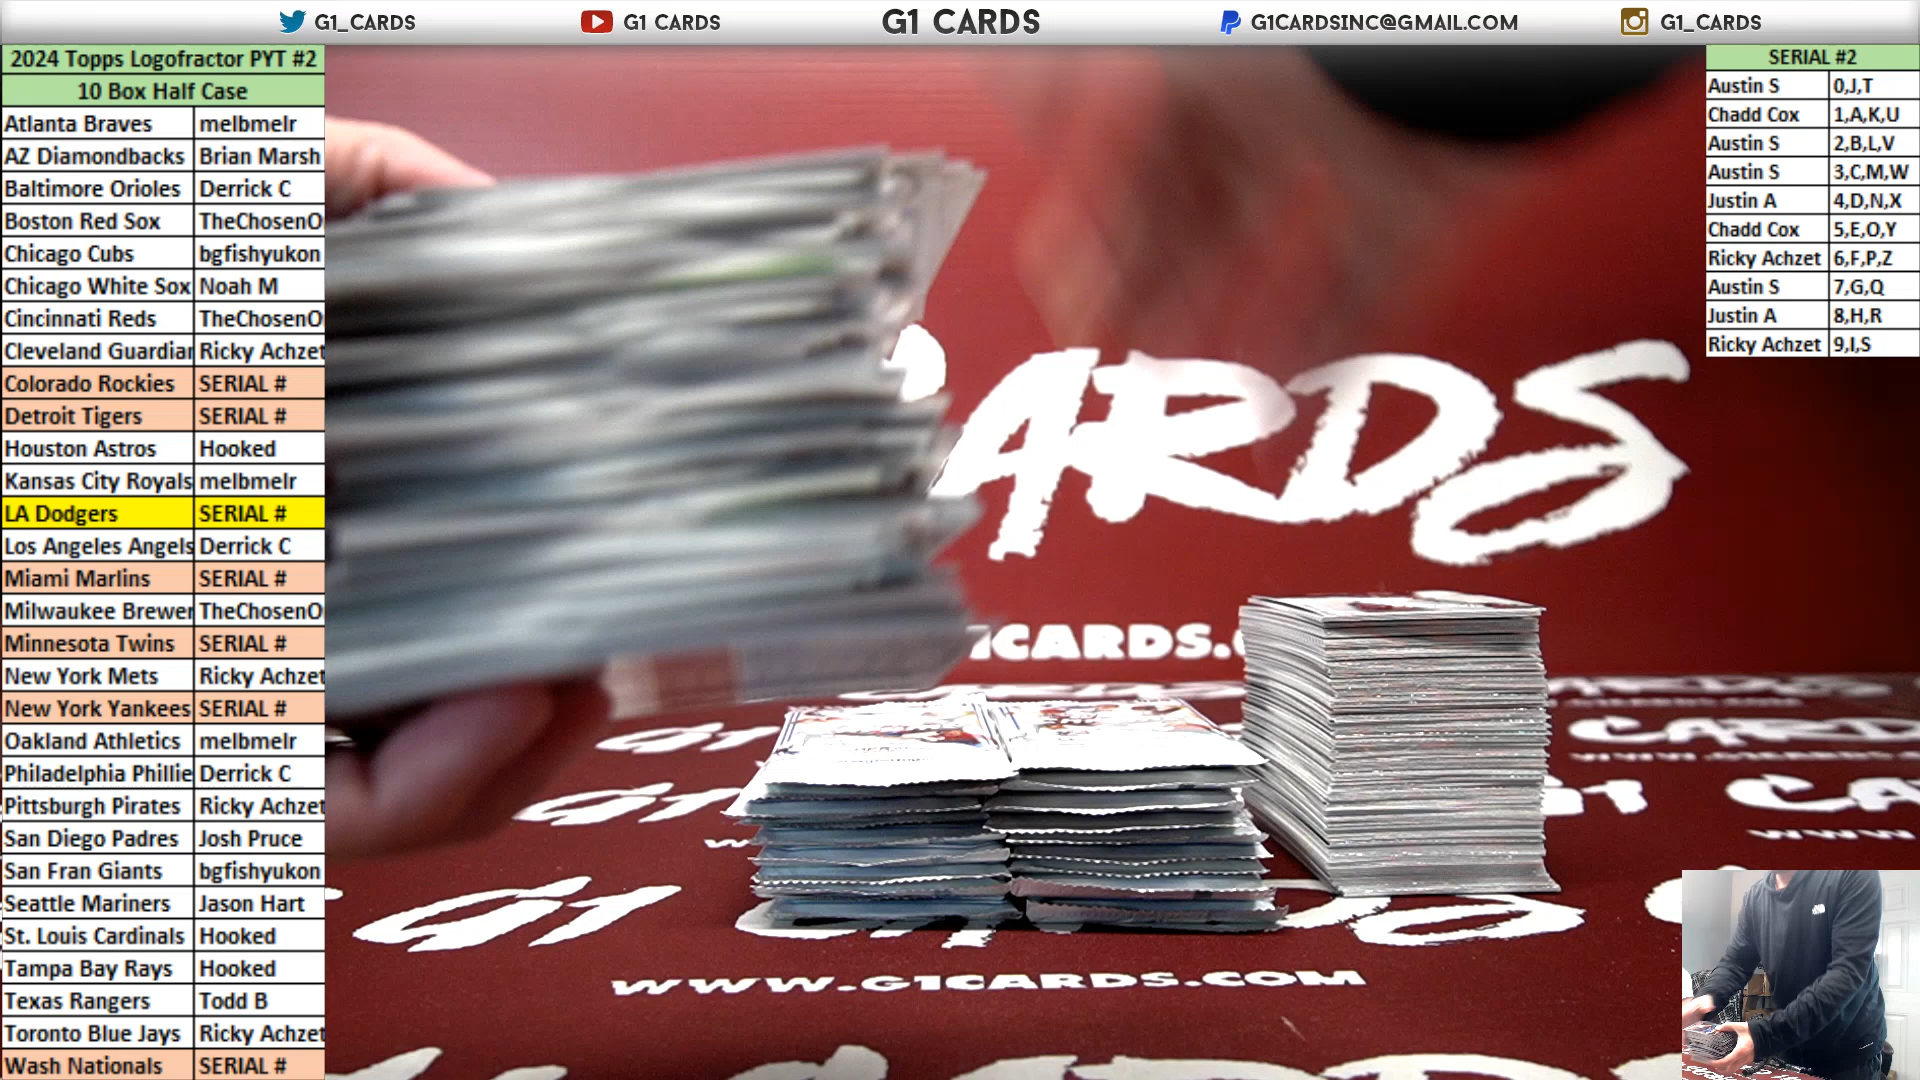 G1_CARDS
G1 CARDS
G1 CARDS
G1CARDSINC@GMAIL.COM
G1_CARDS
2024 Topps Logofractor PYT #2
10 Box Half Case
Atlanta Braves melbmelr
AZ Diamondbacks Brian Marsh
Baltimore Orioles Derrick C
Boston Red Sox TheChosenO
Chicago Cubs bgfishyukon
Chicago White Sox Noah M
Cincinnati Reds TheChosenO
Cleveland Guardian Ricky Achzet
Colorado Rockies SERIAL #
Detroit Tigers SERIAL #
Houston Astros Hooked
Kansas City Royals melbmelr
LA Dodgers SERIAL #
Los Angeles Angels Derrick C
Miami Marlins SERIAL #
Milwaukee Brewer TheChosenO
Minnesota Twins SERIAL #
New York Mets Ricky Achzet
New York Yankees SERIAL #
Oakland Athletics melbmelr
Philadelphia Phillie Derrick C
Pittsburgh Pirates Ricky Achzet
San Diego Padres Josh Pruce
San Fran Giants bgfishyukon
Seattle Mariners Jason Hart
St. Louis Cardinals Hooked
Tampa Bay Rays Hooked
Texas Rangers Todd B
Toronto Blue Jays Ricky Achzet
Wash Nationals SERIAL #
SERIAL #2
Austin S 0,J,T
Chadd Cox 1,A,K,U
Austin S 2,B,L,V
Austin S 3,C,M,W
Justin A 4,D,N,X
Chadd Cox 5,E,O,Y
Ricky Achzet 6,F,P,Z
Austin S 7,G,Q
Justin A 8,H,R
Ricky Achzet 9,I,S
CARDS
1CARDS.
CARDS
G1
WWW.G1CARDS.COM